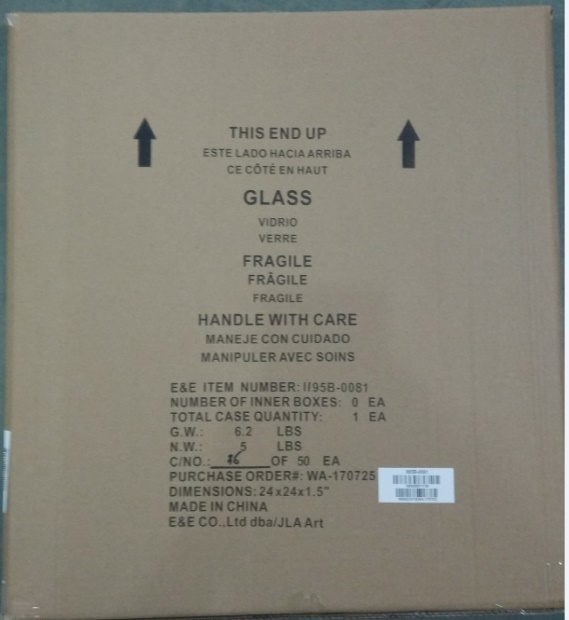 THIS END UP
ESTE LADO HACIA ARRIBA
CE CÔTÉ EN HAUT
GLASS
VIDRIO
VERRE
FRAGILE
FRÁGILE
FRAGILE
HANDLE WITH CARE
MANEJE CON CUIDADO
MANIPULER AVEC SOINS
E&E ITEM NUMBER: II95B-0081
NUMBER OF INNER BOXES: 0 EA
TOTAL CASE QUANTITY: 1 EA
G.W.: 6.2 LBS
N.W.: 5 LBS
C/NO.: OF 50 EA
PURCHASE ORDER#: WA-170725
DIMENSIONS: 24x24x1.5"
MADE IN CHINA
E&E CO.,Ltd dba/JLA Art